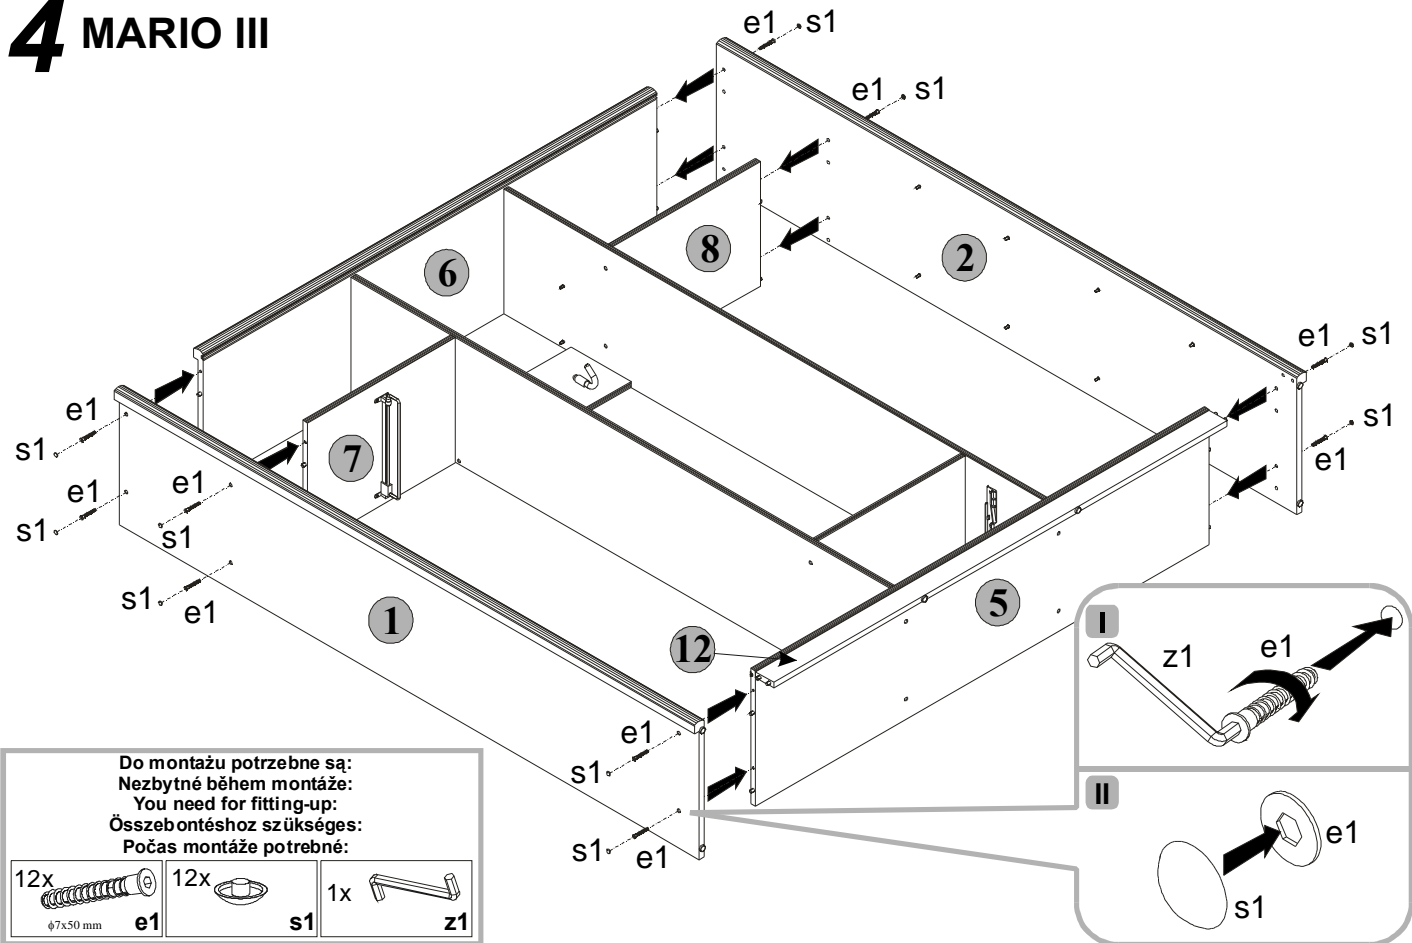 4 MARIO III
e1 s1
e1 s1
6
8
2
e1 s1
e1
s1
s1
e1
7
e1
s1
e1
s1
e1
s1
s1
e1
1
5
12
I
z1
e1
e1
s1
s1
e1
II
e1
s1
Do montażu potrzebne są:
Nezbytné během montáže:
You need for fitting-up:
Összebontéshoz szükséges:
Počas montáže potrebné:
12x
ϕ7x50 mm e1
12x
s1
1x
z1